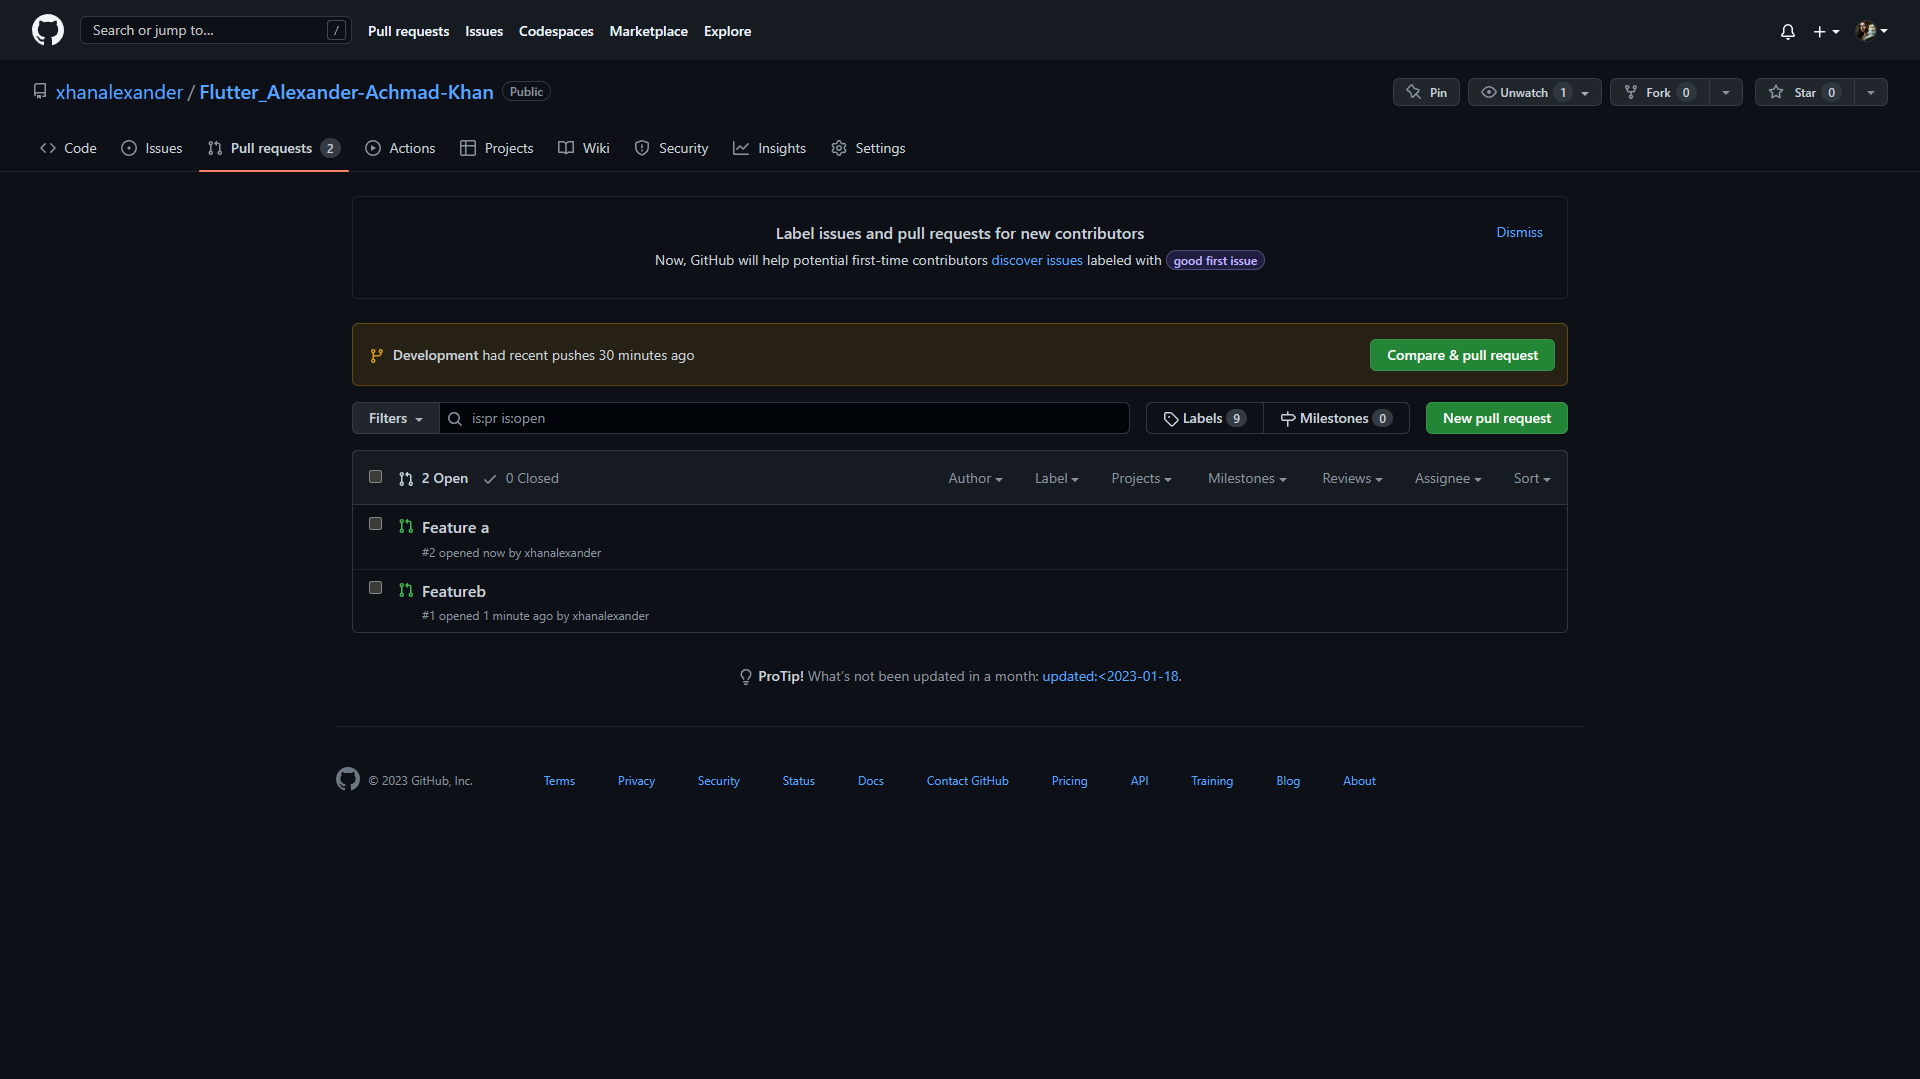 Search or jump to... / Pull requests Issues Codespaces Marketplace Explore
xhanalexander / Flutter_Alexander-Achmad-Khan Public Pin Unwatch 1 Fork 0 Star 0
Code Issues Pull requests 2 Actions Projects Wiki Security Insights Settings
Label issues and pull requests for new contributors Dismiss
Now, GitHub will help potential first-time contributors discover issues labeled with good first issue
Development had recent pushes 30 minutes ago Compare & pull request
Filters is:pr is:open Labels 9 Milestones 0 New pull request
2 Open 0 Closed Author Label Projects Milestones Reviews Assignee Sort
Feature a
#2 opened now by xhanalexander
Featureb
#1 opened 1 minute ago by xhanalexander
ProTip! What's not been updated in a month: updated:<2023-01-18.
© 2023 GitHub, Inc. Terms Privacy Security Status Docs Contact GitHub Pricing API Training Blog About